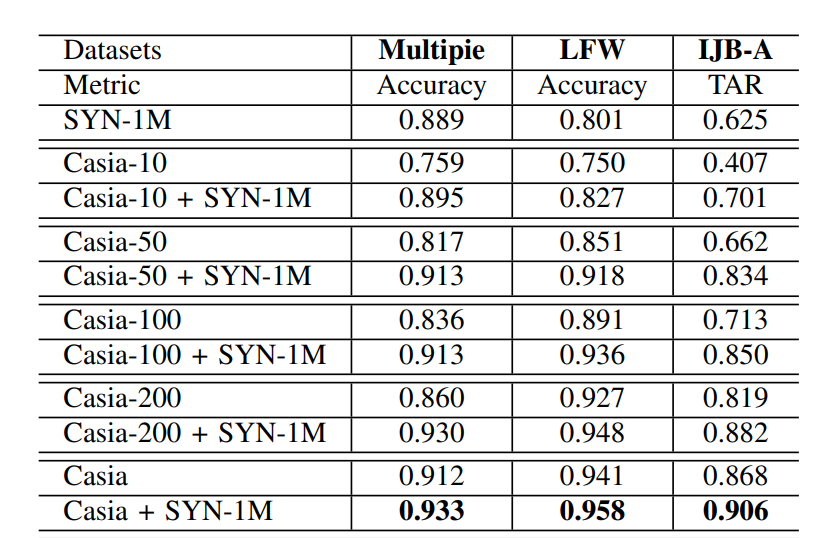 Datasets Multipie LFW IJB-A
Metric Accuracy Accuracy TAR
SYN-1M 0.889 0.801 0.625
Casia-10 0.759 0.750 0.407
Casia-10 + SYN-1M 0.895 0.827 0.701
Casia-50 0.817 0.851 0.662
Casia-50 + SYN-1M 0.913 0.918 0.834
Casia-100 0.836 0.891 0.713
Casia-100 + SYN-1M 0.913 0.936 0.850
Casia-200 0.860 0.927 0.819
Casia-200 + SYN-1M 0.930 0.948 0.882
Casia 0.912 0.941 0.868
Casia + SYN-1M 0.933 0.958 0.906